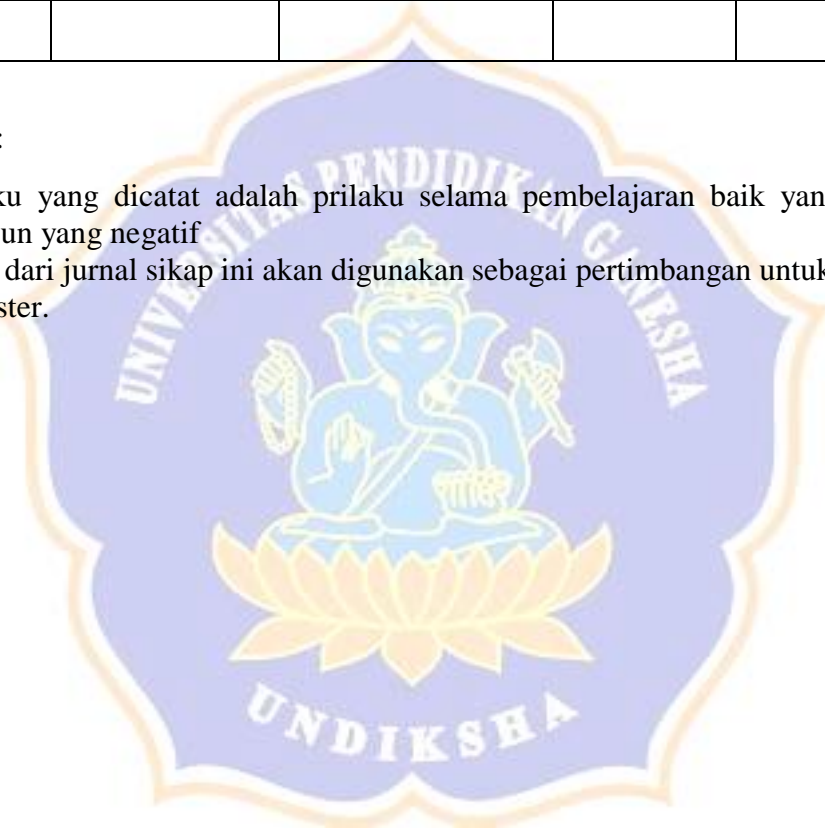 :
ku yang dicatat adalah prilaku selama pembelajaran baik yan
un yang negatif
dari jurnal sikap ini akan digunakan sebagai pertimbangan untuk
ster.
UNIVERSITAS PENDIDIKAN GANESHA
UNDIKSHA